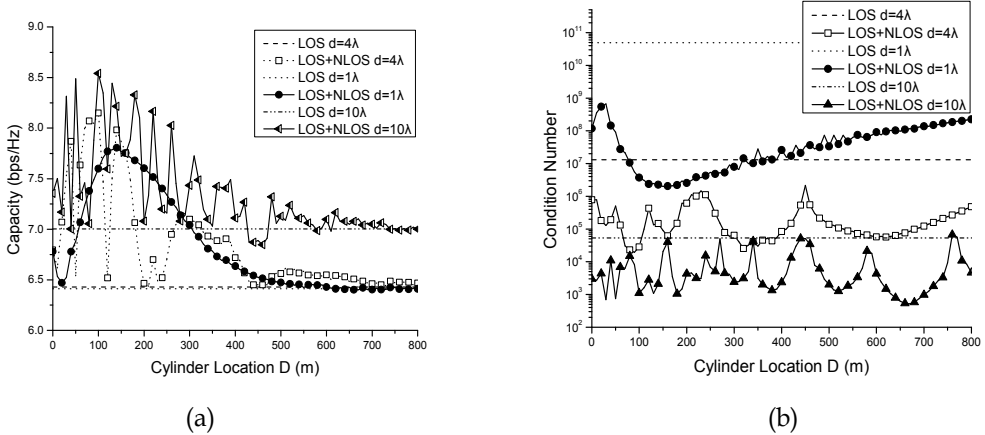 9.0
8.5
8.0
7.5
7.0
6.5
6.0
Capacity (bps/Hz)
LOS d=4λ
LOS+NLOS d=4λ
LOS d=1λ
LOS+NLOS d=1λ
LOS d=10λ
LOS+NLOS d=10λ
0 100 200 300 400 500 600 700 800
Cylinder Location D (m)
(a)
10¹¹
10¹⁰
10⁹
10⁸
10⁷
10⁶
10⁵
10⁴
10³
10²
Condition Number
LOS d=4λ
LOS+NLOS d=4λ
LOS d=1λ
LOS+NLOS d=1λ
LOS d=10λ
LOS+NLOS d=10λ
0 100 200 300 400 500 600 700 800
Cylinder Location D (m)
(b)